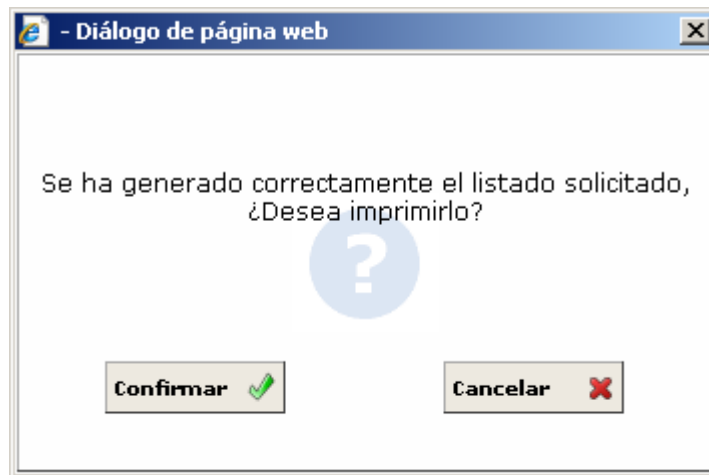 - Diálogo de página web
Se ha generado correctamente el listado solicitado,
¿Desea imprimirlo?
?
Confirmar
Cancelar